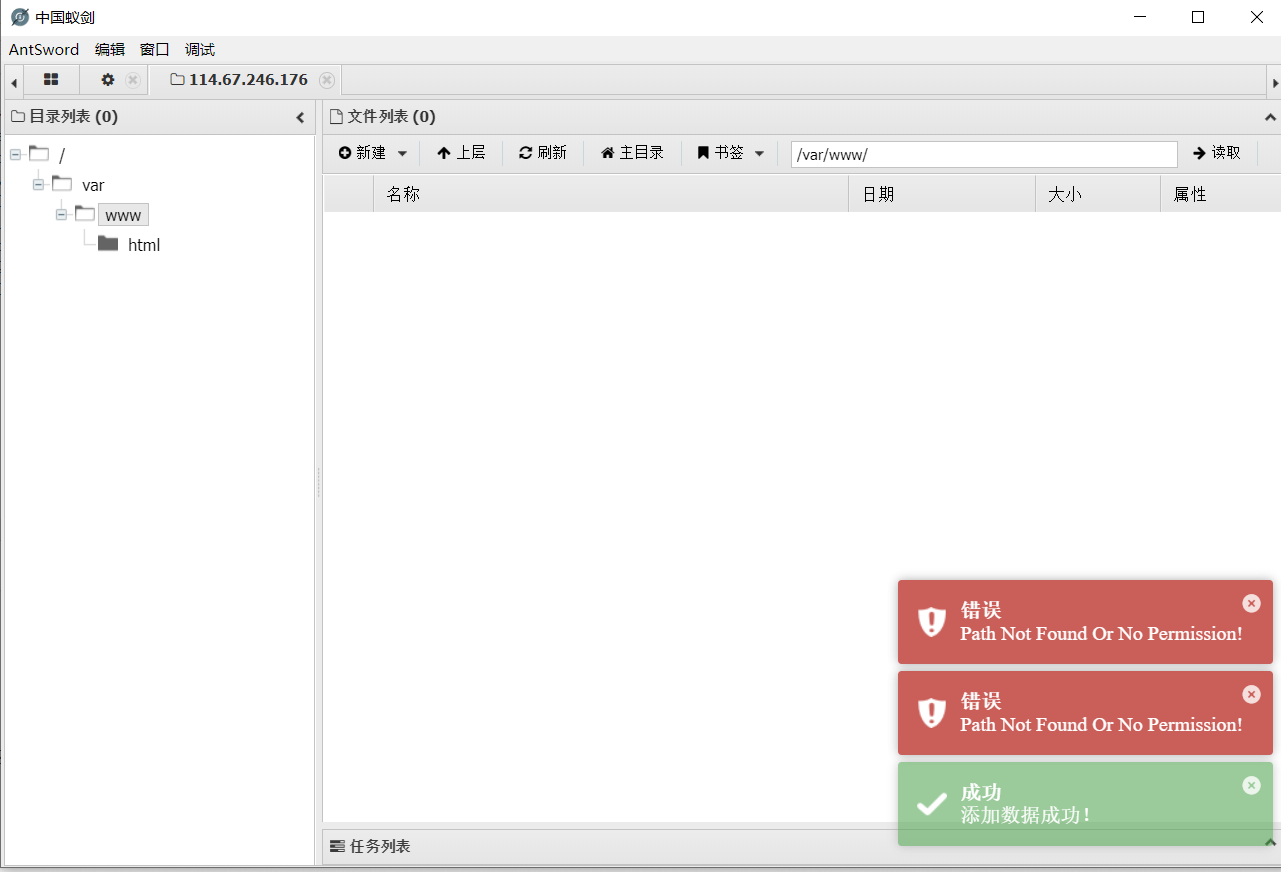 中国蚁剑
AntSword 编辑 窗口 调试
114.67.246.176
目录列表 (0)
文件列表 (0)
新建 上层 刷新 主目录 书签 /var/www/ 读取
名称 日期 大小 属性
/
var
www
html
错误
Path Not Found Or No Permission!
错误
Path Not Found Or No Permission!
成功
添加数据成功！
任务列表